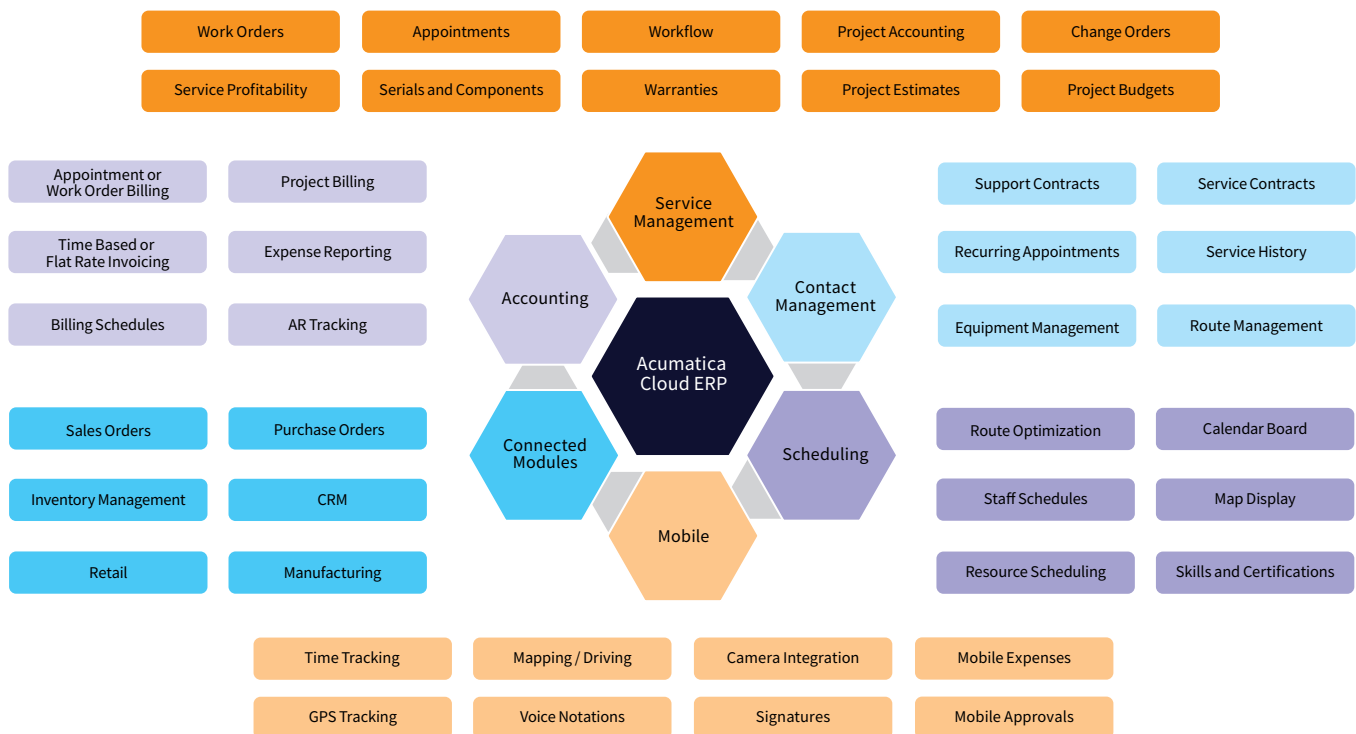 Work Orders
Appointments
Workflow
Project Accounting
Change Orders
Service Profitability
Serials and Components
Warranties
Project Estimates
Project Budgets
Appointment or
Work Order Billing
Project Billing
Time Based or
Flat Rate Invoicing
Expense Reporting
Billing Schedules
AR Tracking
Service
Management
Accounting
Contact
Management
Acumatica
Cloud ERP
Connected
Modules
Scheduling
Mobile
Support Contracts
Service Contracts
Recurring Appointments
Service History
Equipment Management
Route Management
Sales Orders
Purchase Orders
Inventory Management
CRM
Retail
Manufacturing
Route Optimization
Calendar Board
Staff Schedules
Map Display
Resource Scheduling
Skills and Certifications
Time Tracking
Mapping / Driving
Camera Integration
Mobile Expenses
GPS Tracking
Voice Notations
Signatures
Mobile Approvals